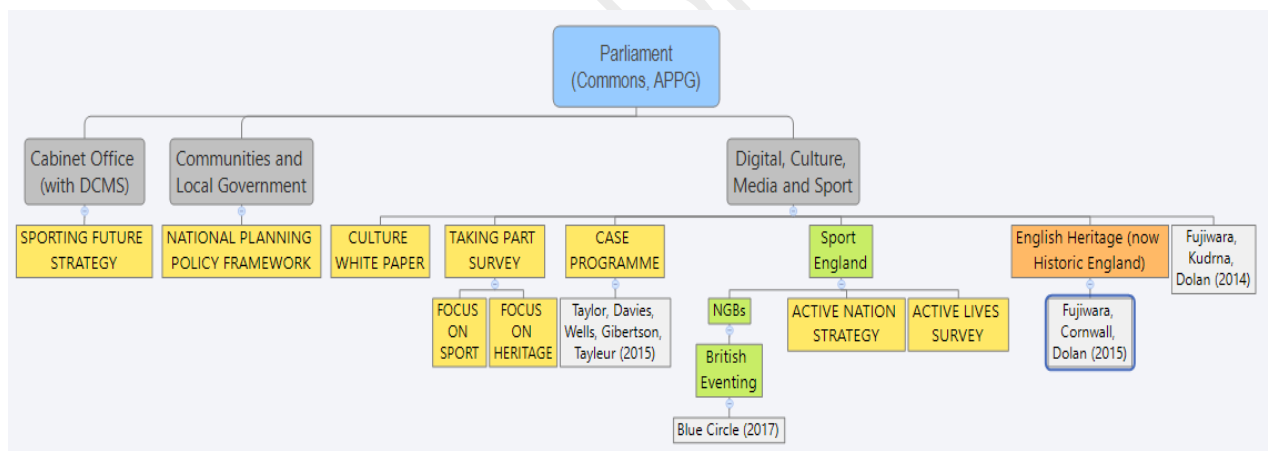 Parliament
(Commons, APPG)
Cabinet Office
(with DCMS)
Communities and
Local Government
Digital, Culture,
Media and Sport
SPORTING FUTURE
STRATEGY
NATIONAL PLANNING
POLICY FRAMEWORK
CULTURE
WHITE PAPER
TAKING PART
SURVEY
CASE
PROGRAMME
Sport
England
English Heritage (now
Historic England)
Fujiwara,
Kudrna,
Dolan (2014)
FOCUS
ON
SPORT
FOCUS
ON
HERITAGE
Taylor, Davies,
Wells, Gibertson,
Tayleur (2015)
NGBs
ACTIVE NATION
STRATEGY
ACTIVE LIVES
SURVEY
Fujiwara,
Cornwall,
Dolan (2015)
British
Eventing
Blue Circle (2017)